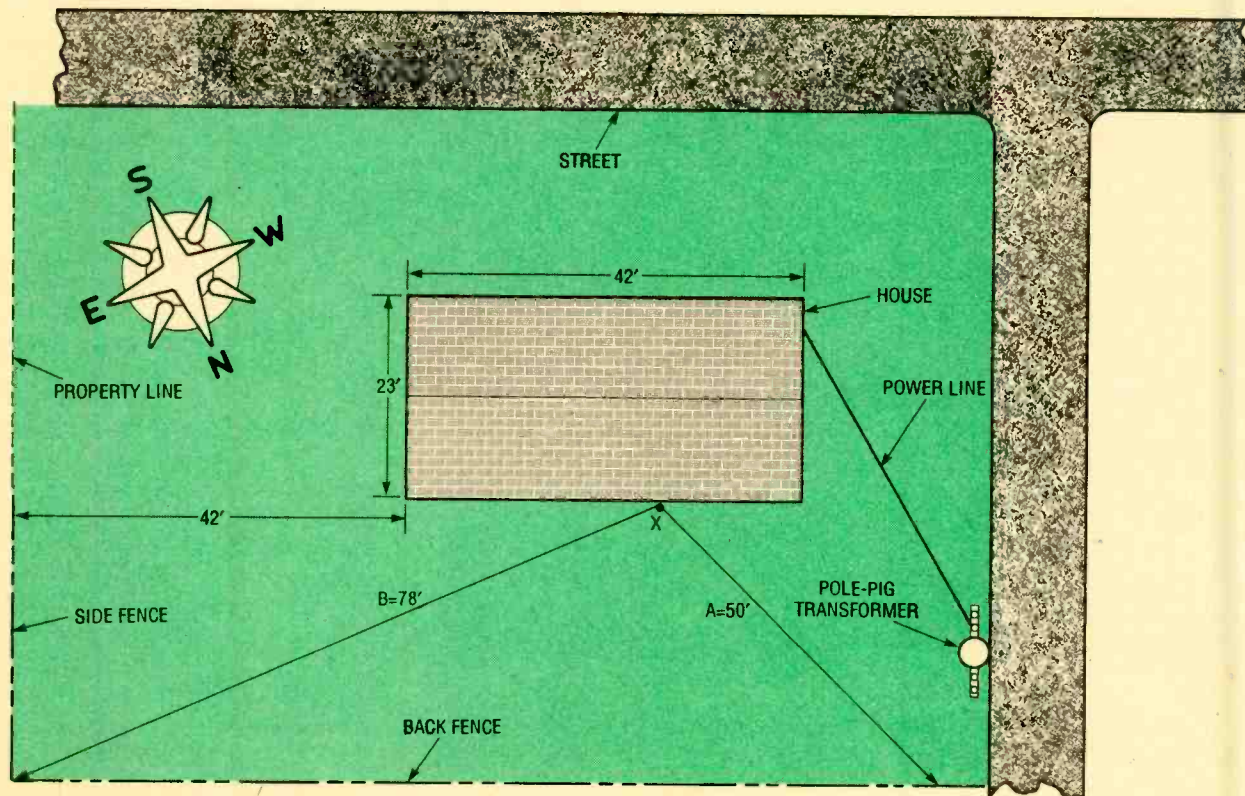 STREET
S
W
E
N
42'
HOUSE
23'
PROPERTY LINE
POWER LINE
42'
X
B=78'
A=50'
POLE-PIG
TRANSFORMER
SIDE FENCE
BACK FENCE